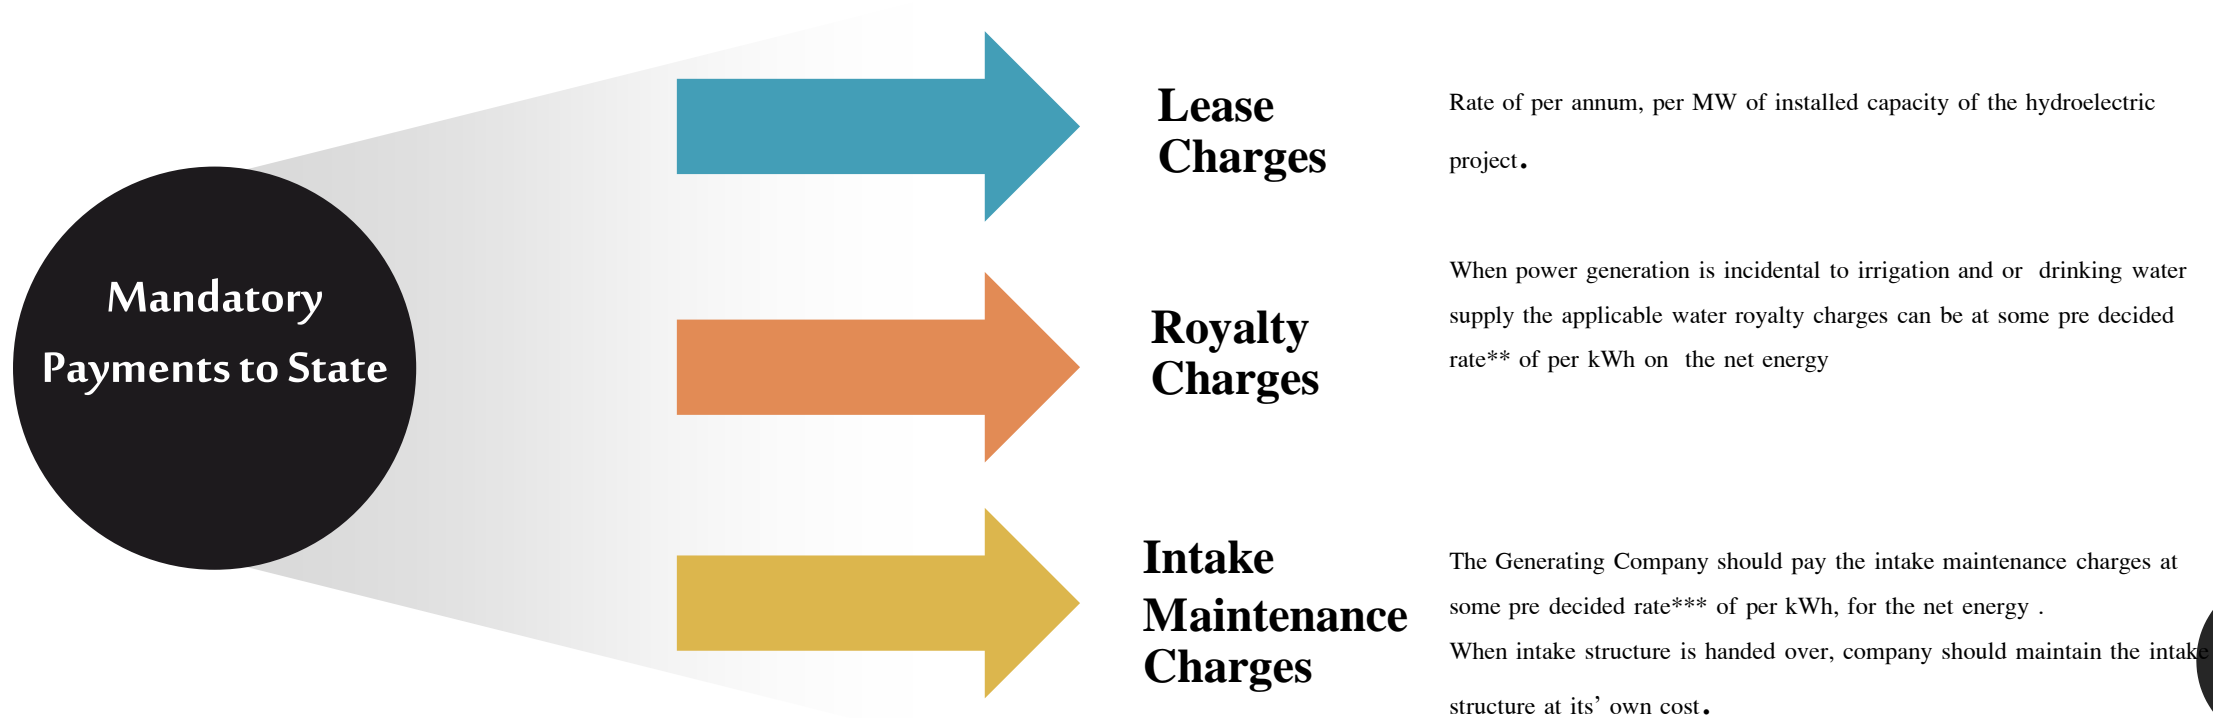 Mandatory
Payments to State
Lease
Charges
Rate of per annum, per MW of installed capacity of the hydroelectric
project.
Royalty
Charges
When power generation is incidental to irrigation and or drinking water
supply the applicable water royalty charges can be at some pre decided
rate** of per kWh on the net energy
Intake
Maintenance
Charges
The Generating Company should pay the intake maintenance charges at
some pre decided rate*** of per kWh, for the net energy .
When intake structure is handed over, company should maintain the intake
structure at its’ own cost.